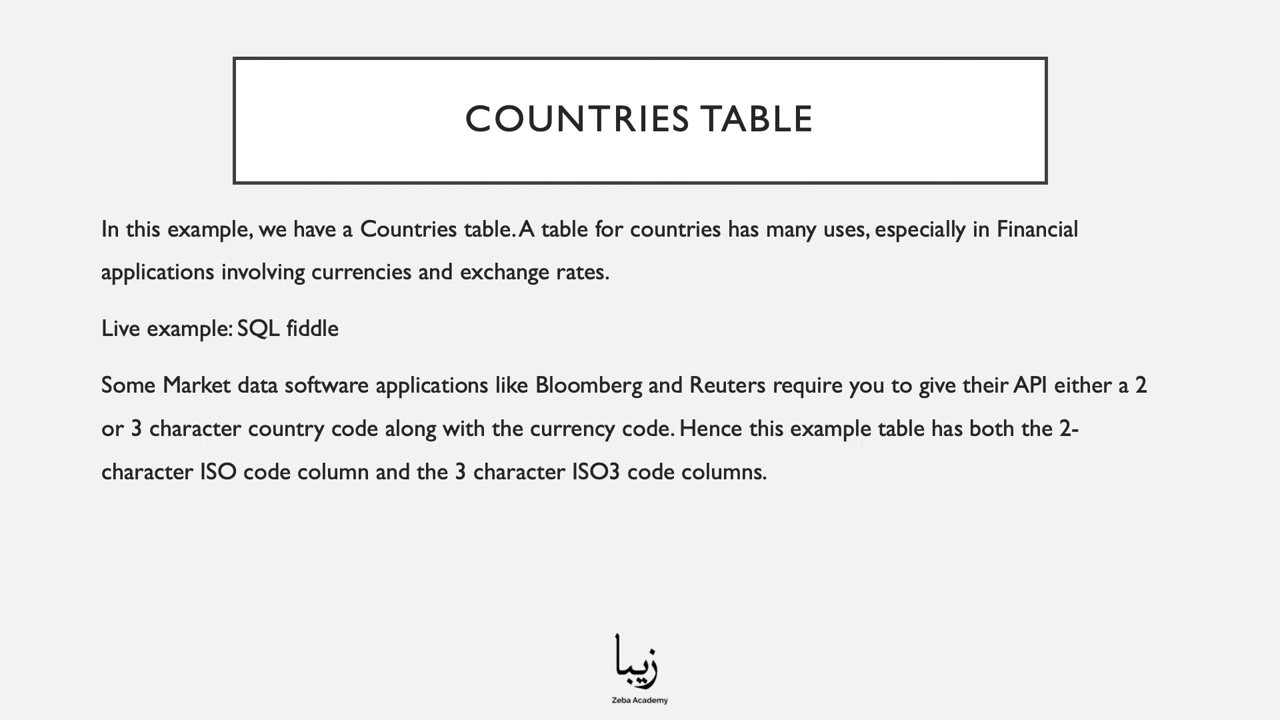 COUNTRIES TABLE
In this example, we have a Countries table. A table for countries has many uses, especially in Financial
applications involving currencies and exchange rates.
Live example: SQL fiddle
Some Market data software applications like Bloomberg and Reuters require you to give their API either a 2
or 3 character country code along with the currency code. Hence this example table has both the 2-
character ISO code column and the 3 character ISO3 code columns.
زیبا
Zeba Academy